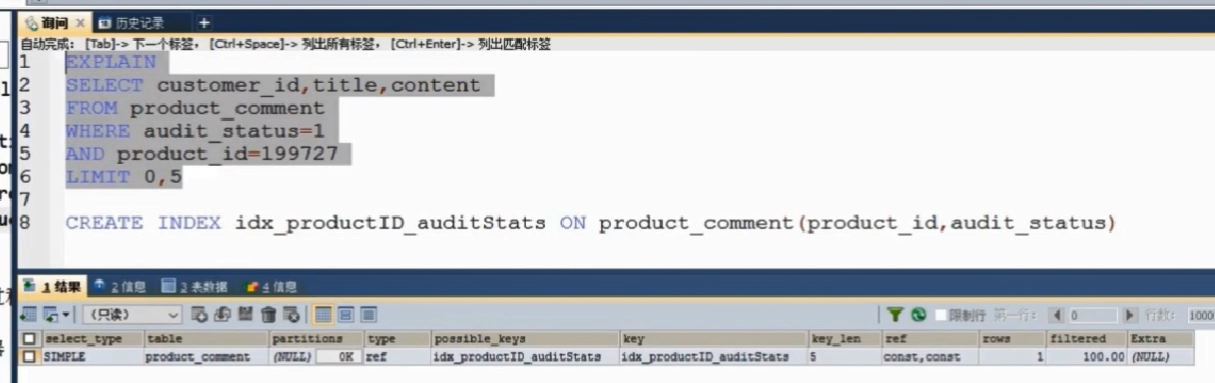 询问 历史记录 +
自动完成: [Tab]-> 下一个标签, [Ctrl+Space]-> 列出所有标签, [Ctrl+Enter]-> 列出匹配标签
1 EXPLAIN
2 SELECT customer_id,title,content
3 FROM product_comment
4 WHERE audit_status=1
5 AND product_id=199727
6 LIMIT 0,5
7
8 CREATE INDEX idx_productID_auditStats ON product_comment(product_id,audit_status)
1 结果 2 信息 3 表数据 4 信息
(只读) 限制行 第一行: 0 行数: 1000
select_type table partitions type possible_keys key key_len ref rows filtered Extra
SIMPLE product_comment (NULL) 0K ref idx_productID_auditStats idx_productID_auditStats 5 const,const 1 100.00 (NULL)